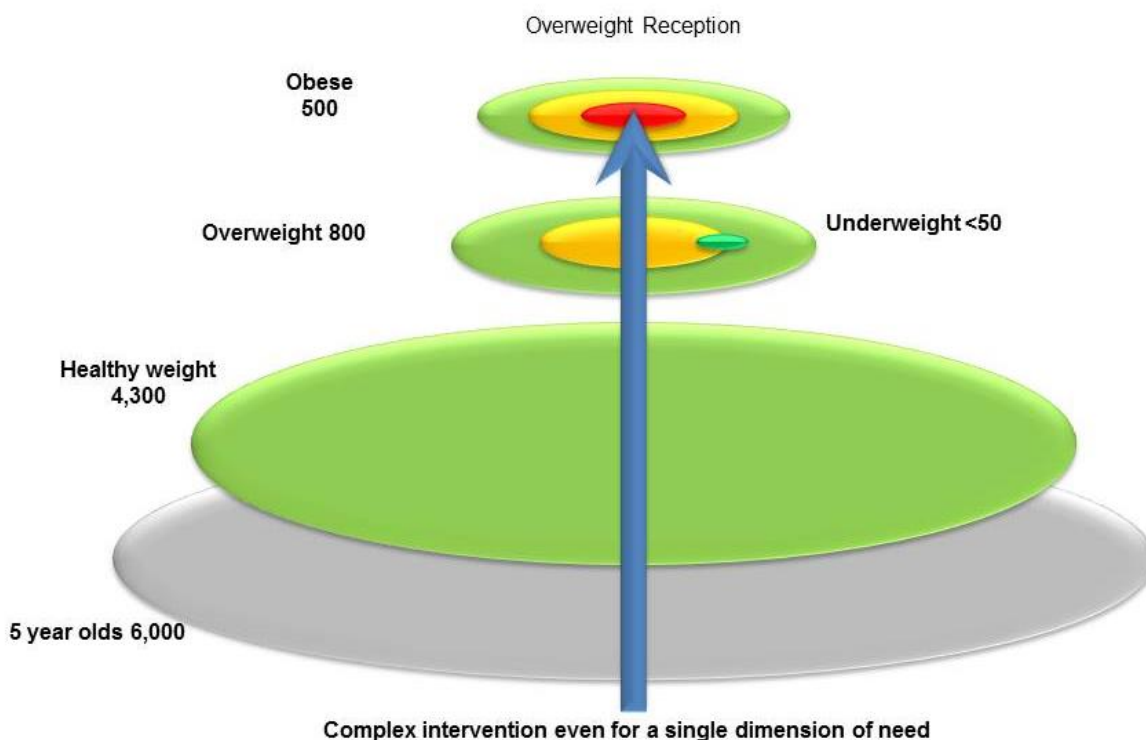 Overweight Reception
Obese
500
Overweight 800
Underweight <50
Healthy weight
4,300
5 year olds 6,000
Complex intervention even for a single dimension of need